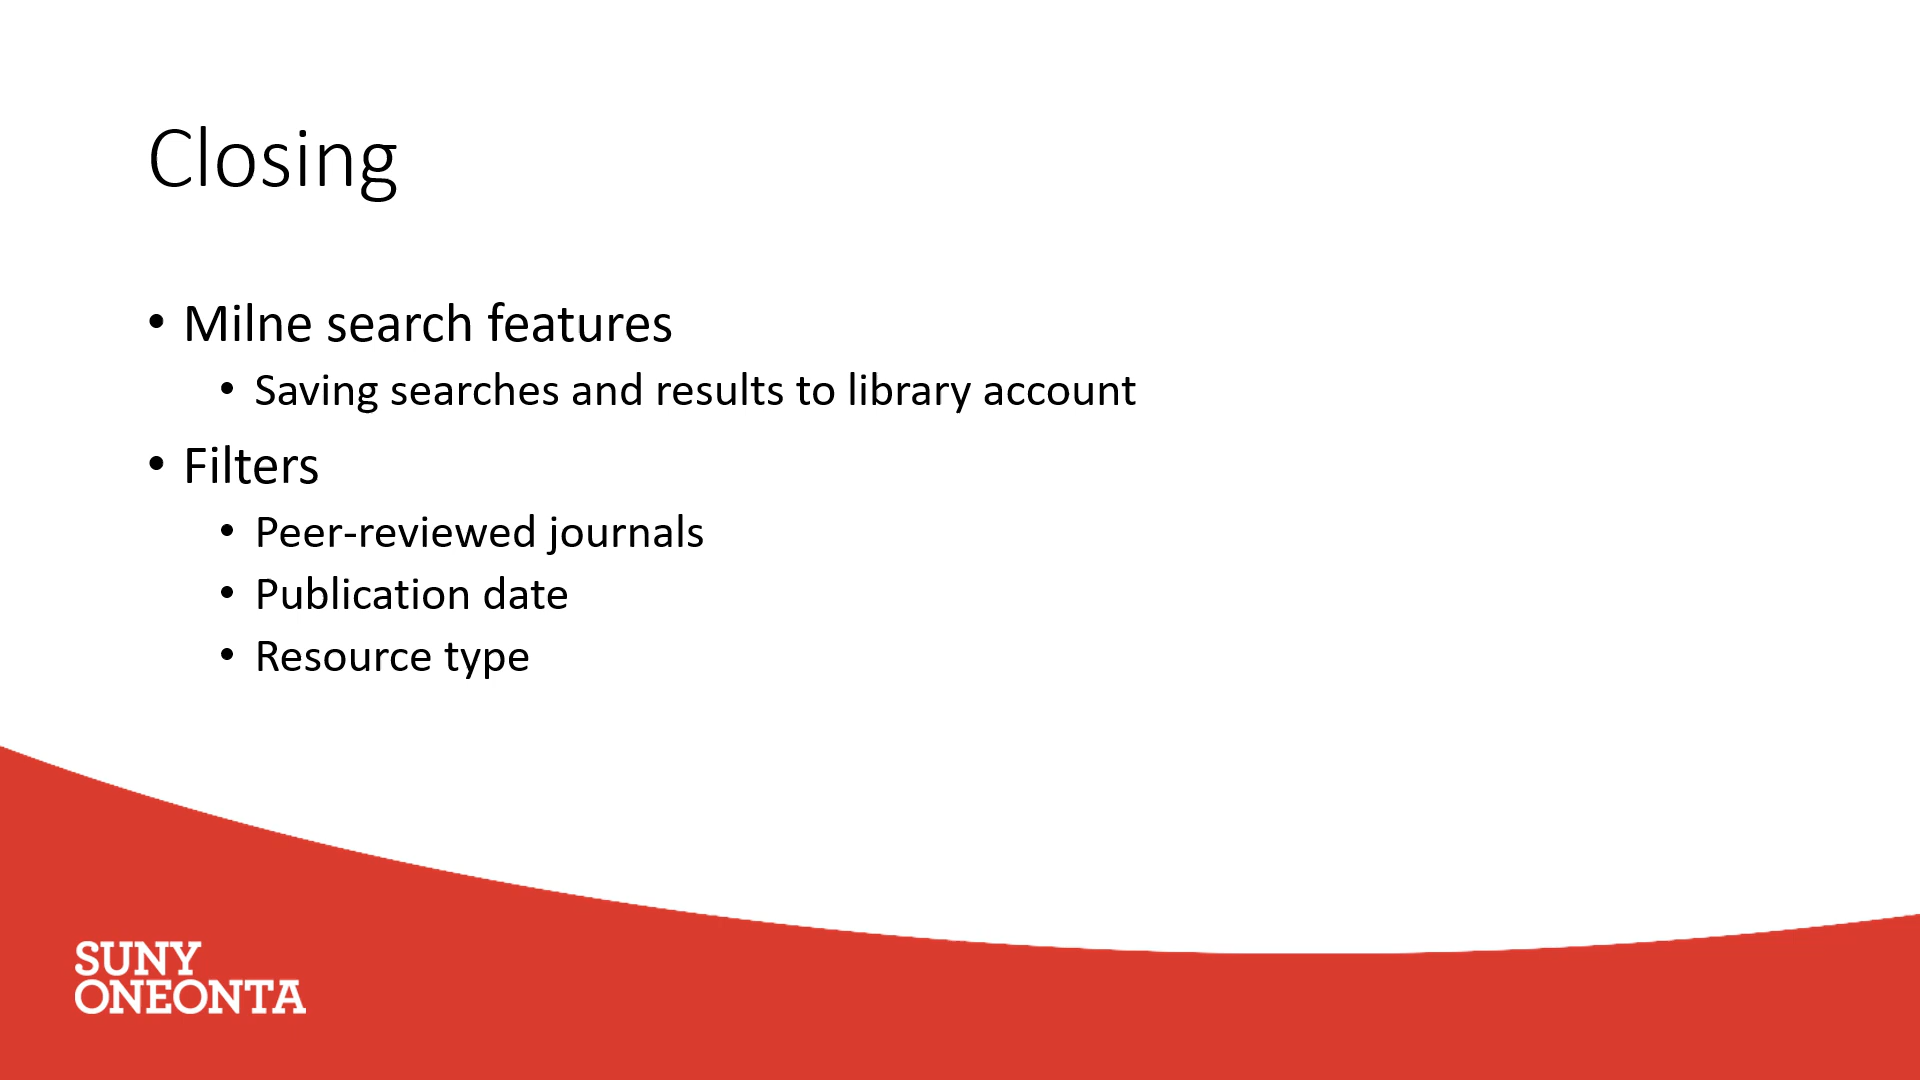 Closing
• Milne search features
• Saving searches and results to library account
• Filters
• Peer-reviewed journals
• Publication date
• Resource type
SUNY
ONEONTA